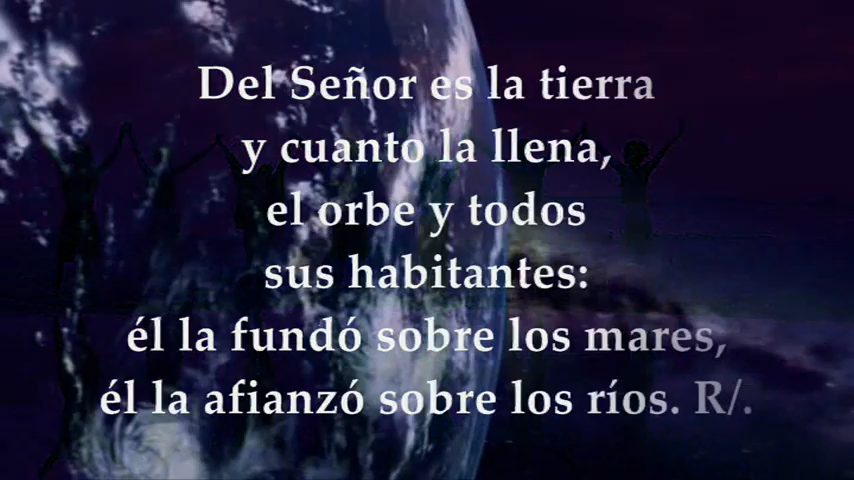 Del Señor es la tierra
y cuanto la llena,
el orbe y todos
sus habitantes:
él la fundó sobre los mares,
él la afianzó sobre los ríos. R/.